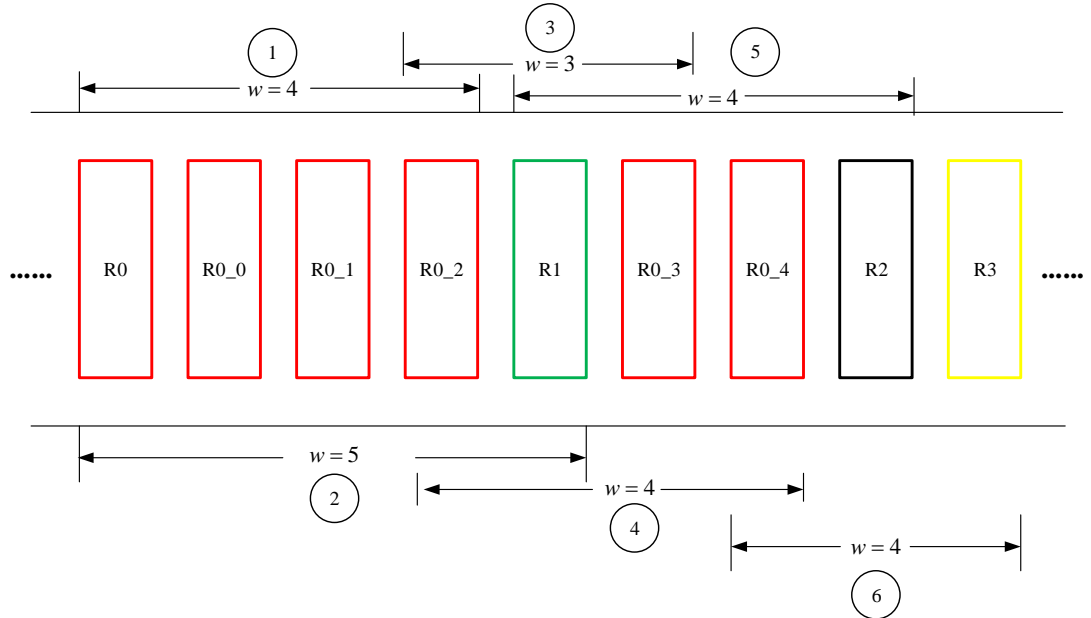 1
3
5
w = 4
w = 3
w = 4
...... R0 R0_0 R0_1 R0_2 R1 R0_3 R0_4 R2 R3 ......
w = 5
2
w = 4
4
w = 4
6